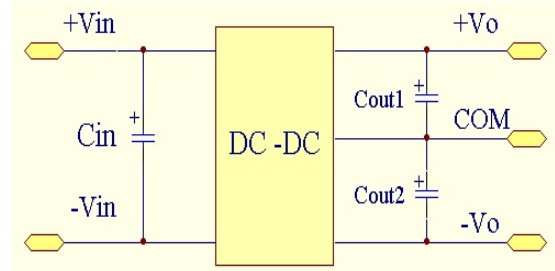 +Vin
+Vo
+
Cout1
+
Cin
+
DC -DC
COM
Cout2
+
-Vin
-Vo